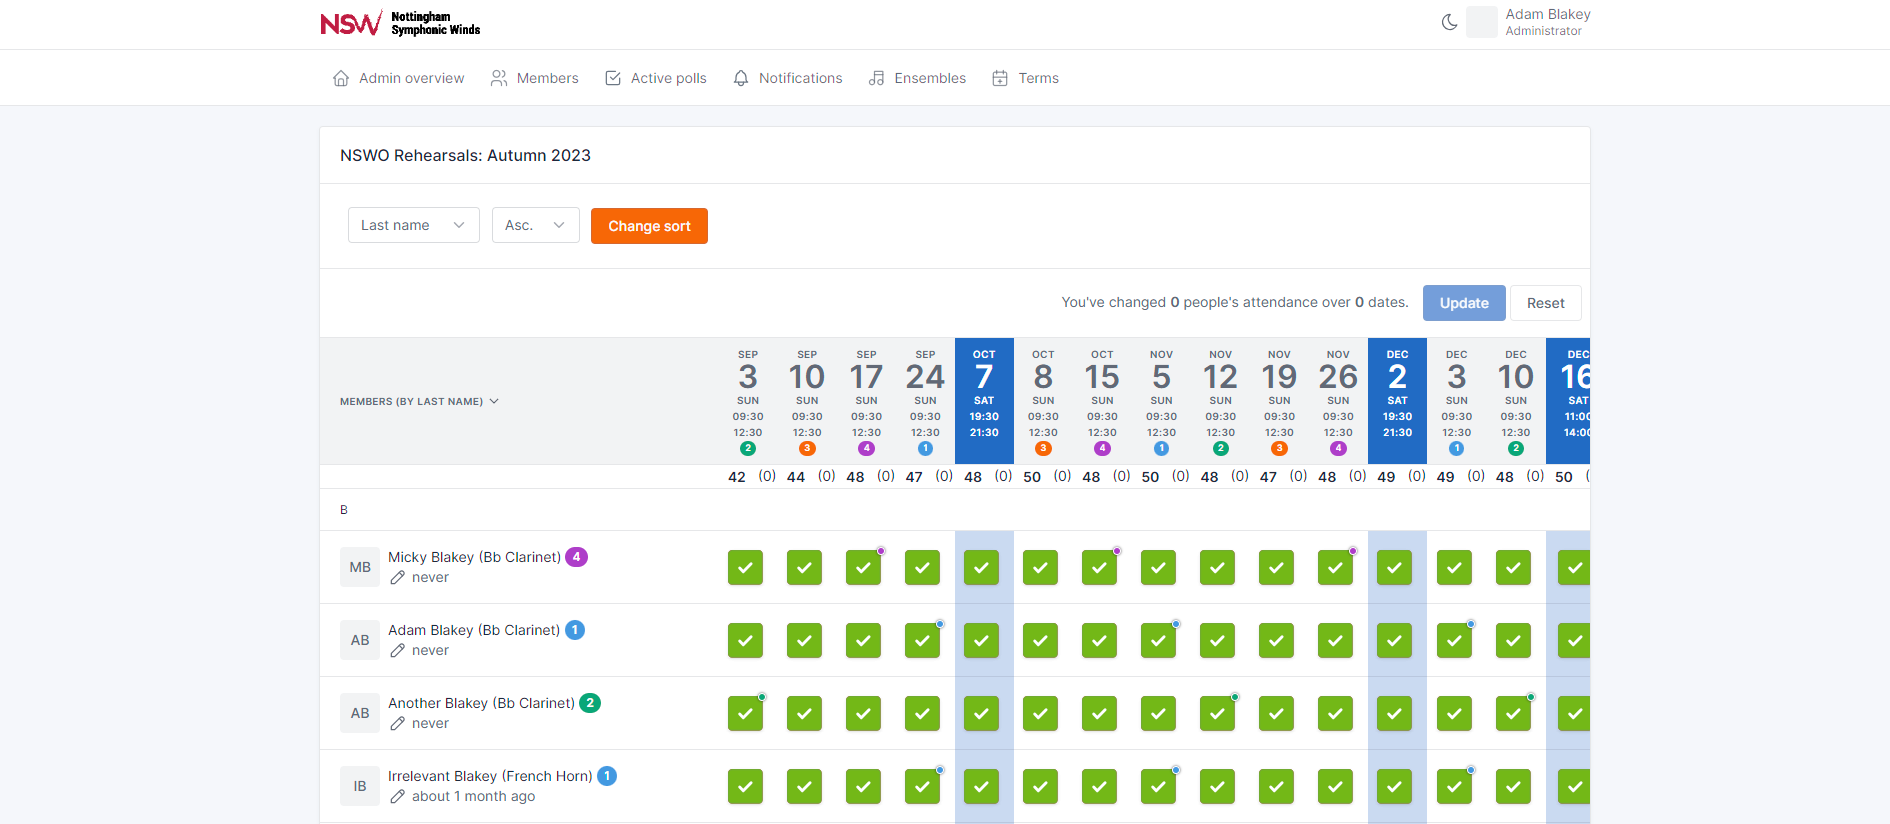 NSW Nottingham
Symphonic Winds
Adam Blakey
Administrator
Admin overview Members Active polls Notifications Ensembles Terms
NSWO Rehearsals: Autumn 2023
Last name Asc. Change sort
You've changed 0 people's attendance over 0 dates. Update Reset
SEP SEP SEP SEP OCT OCT OCT NOV NOV NOV NOV DEC DEC DEC DEC
3 10 17 24 7 8 15 5 12 19 26 2 3 10 16
MEMBERS (BY LAST NAME) SUN SUN SUN SUN SAT SUN SUN SUN SUN SUN SUN SAT SUN SUN SAT
09:30 09:30 09:30 09:30 19:30 09:30 09:30 09:30 09:30 09:30 09:30 19:30 09:30 09:30 11:00
12:30 12:30 12:30 12:30 21:30 12:30 12:30 12:30 12:30 12:30 12:30 21:30 12:30 12:30 14:00
2 3 4 1 3 4 1 2 3 4 1 2
42 (0) 44 (0) 48 (0) 47 (0) 48 (0) 50 (0) 48 (0) 50 (0) 48 (0) 47 (0) 48 (0) 49 (0) 49 (0) 48 (0) 50 (
B
MB Micky Blakey (Bb Clarinet) 4
never
AB Adam Blakey (Bb Clarinet) 1
never
AB Another Blakey (Bb Clarinet) 2
never
IB Irrelevant Blakey (French Horn) 1
about 1 month ago